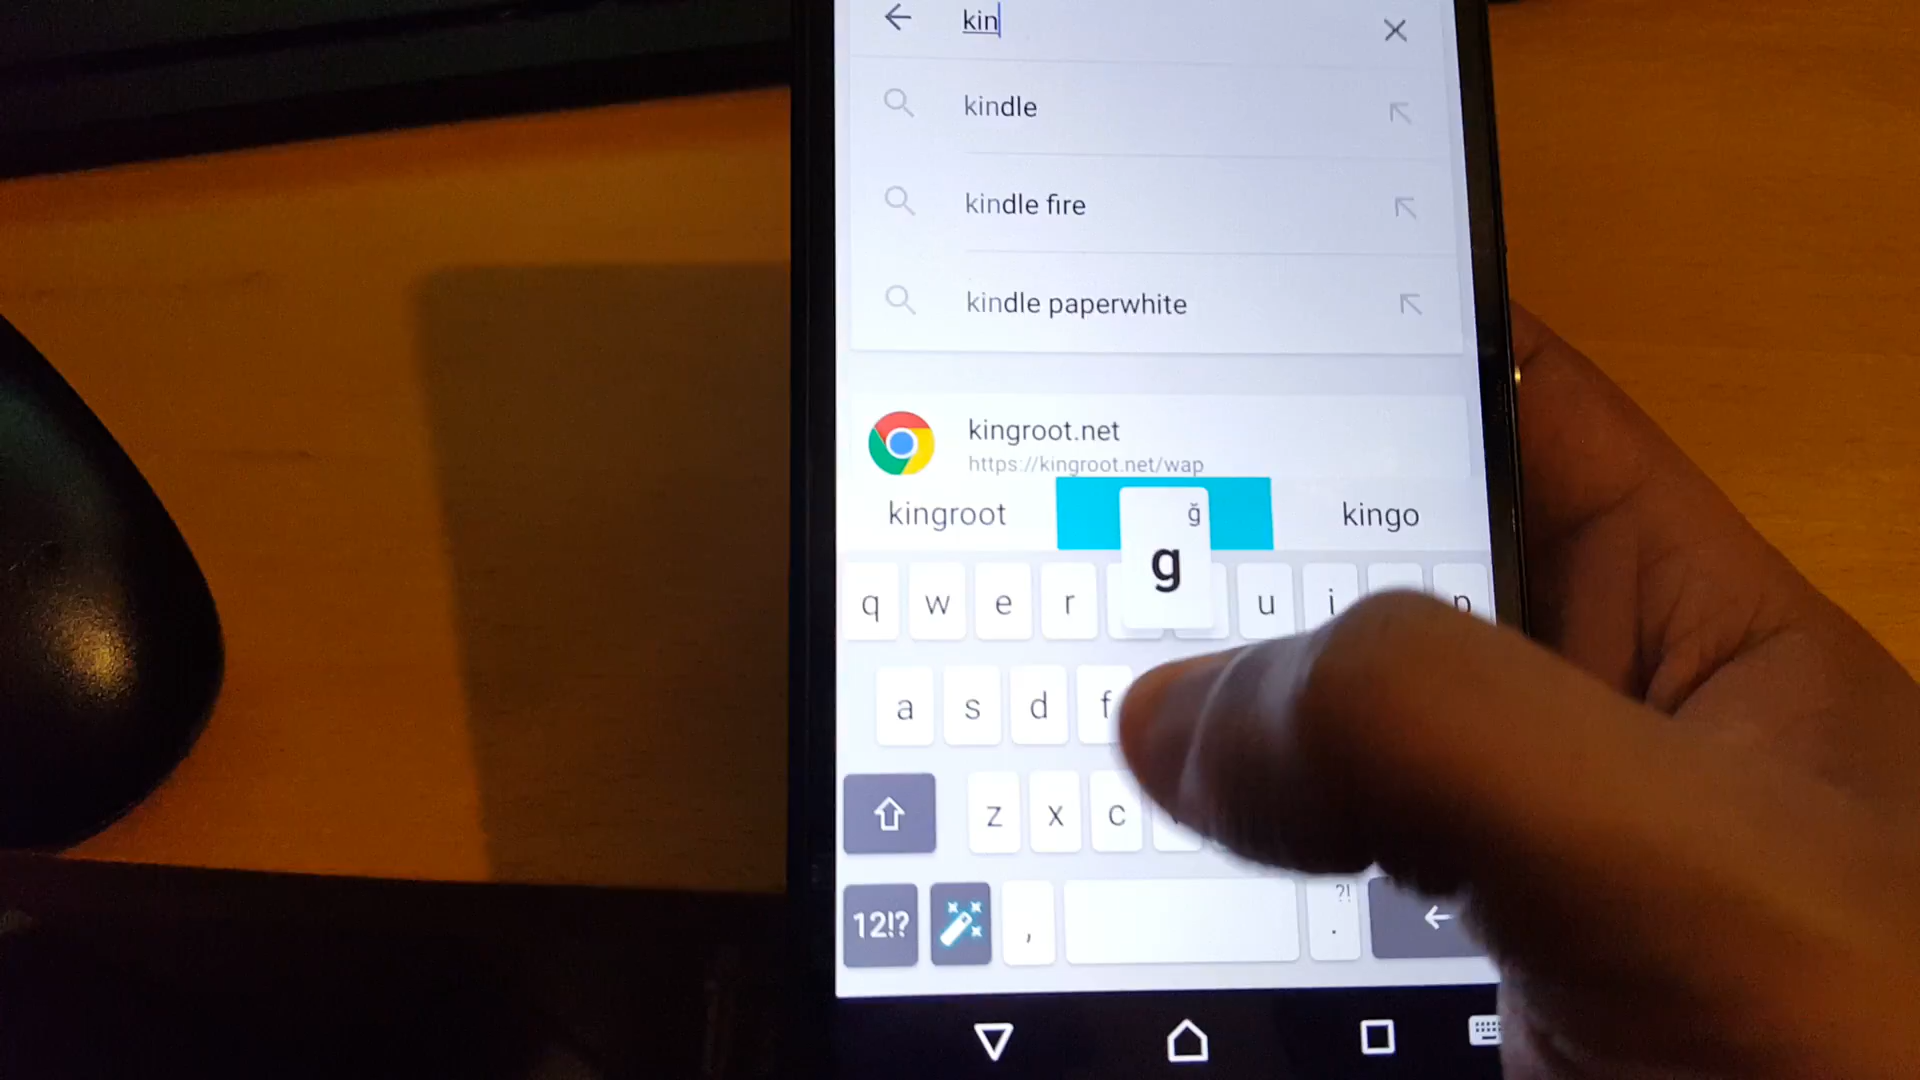 kin
kindle
kindle fire
kindle paperwhite
kingroot.net
https://kingroot.net/wap
kingroot kingo
ğ
g
q w e r u i p
a s d f
z x c
?!
12!? , .